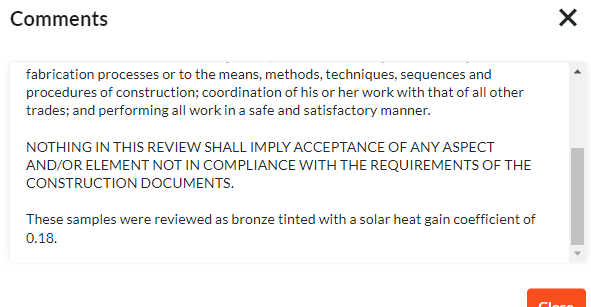 Comments
fabrication processes or to the means, methods, techniques, sequences and
procedures of construction; coordination of his or her work with that of all other
trades; and performing all work in a safe and satisfactory manner.
NOTHING IN THIS REVIEW SHALL IMPLY ACCEPTANCE OF ANY ASPECT
AND/OR ELEMENT NOT IN COMPLIANCE WITH THE REQUIREMENTS OF THE
CONSTRUCTION DOCUMENTS.
These samples were reviewed as bronze tinted with a solar heat gain coefficient of
0.18.
Close